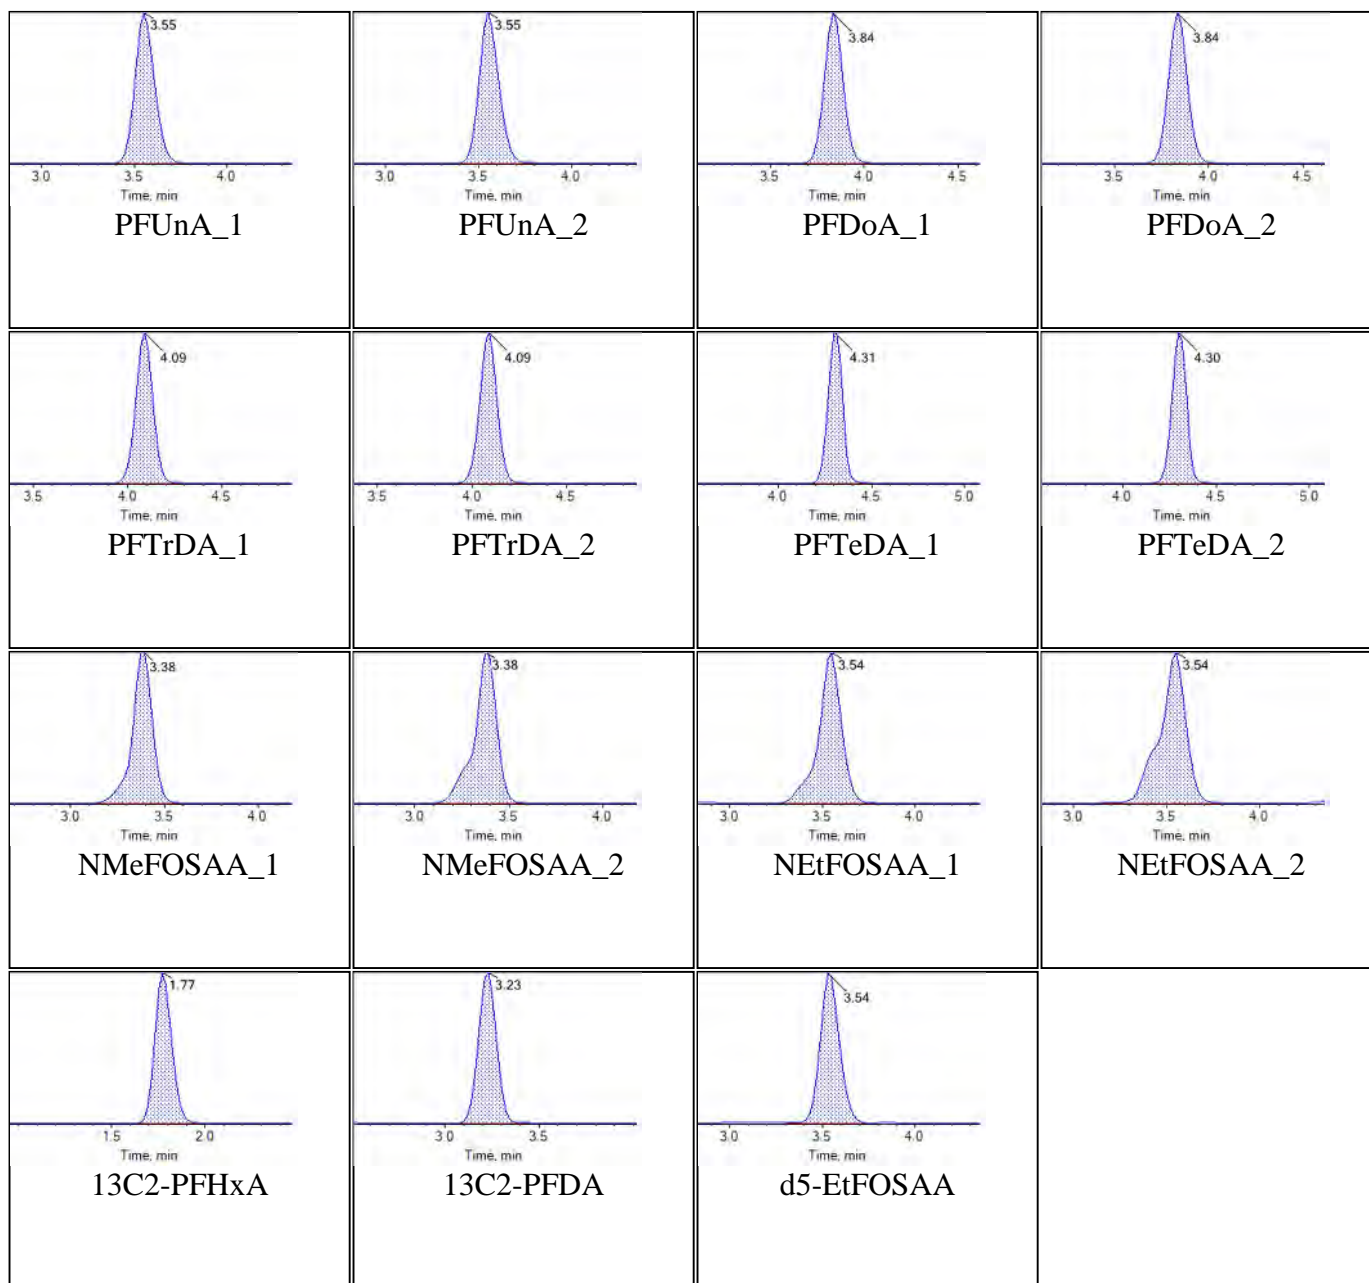 3.55
3.0 3.5 4.0
Time, min
PFUnA_1
3.55
3.0 3.5 4.0
Time, min
PFUnA_2
3.84
3.5 4.0 4.5
Time, min
PFDoA_1
3.84
3.5 4.0 4.5
Time, min
PFDoA_2
4.09
3.5 4.0 4.5
Time, min
PFTrDA_1
4.09
3.5 4.0 4.5
Time, min
PFTrDA_2
4.31
4.0 4.5 5.0
Time, min
PFTeDA_1
4.30
4.0 4.5 5.0
Time, min
PFTeDA_2
3.38
3.0 3.5 4.0
Time, min
NMeFOSAA_1
3.38
3.0 3.5 4.0
Time, min
NMeFOSAA_2
3.54
3.0 3.5 4.0
Time, min
NEtFOSAA_1
3.54
3.0 3.5 4.0
Time, min
NEtFOSAA_2
1.77
1.5 2.0
Time, min
13C2-PFHxA
3.23
3.0 3.5
Time, min
13C2-PFDA
3.54
3.0 3.5 4.0
Time, min
d5-EtFOSAA